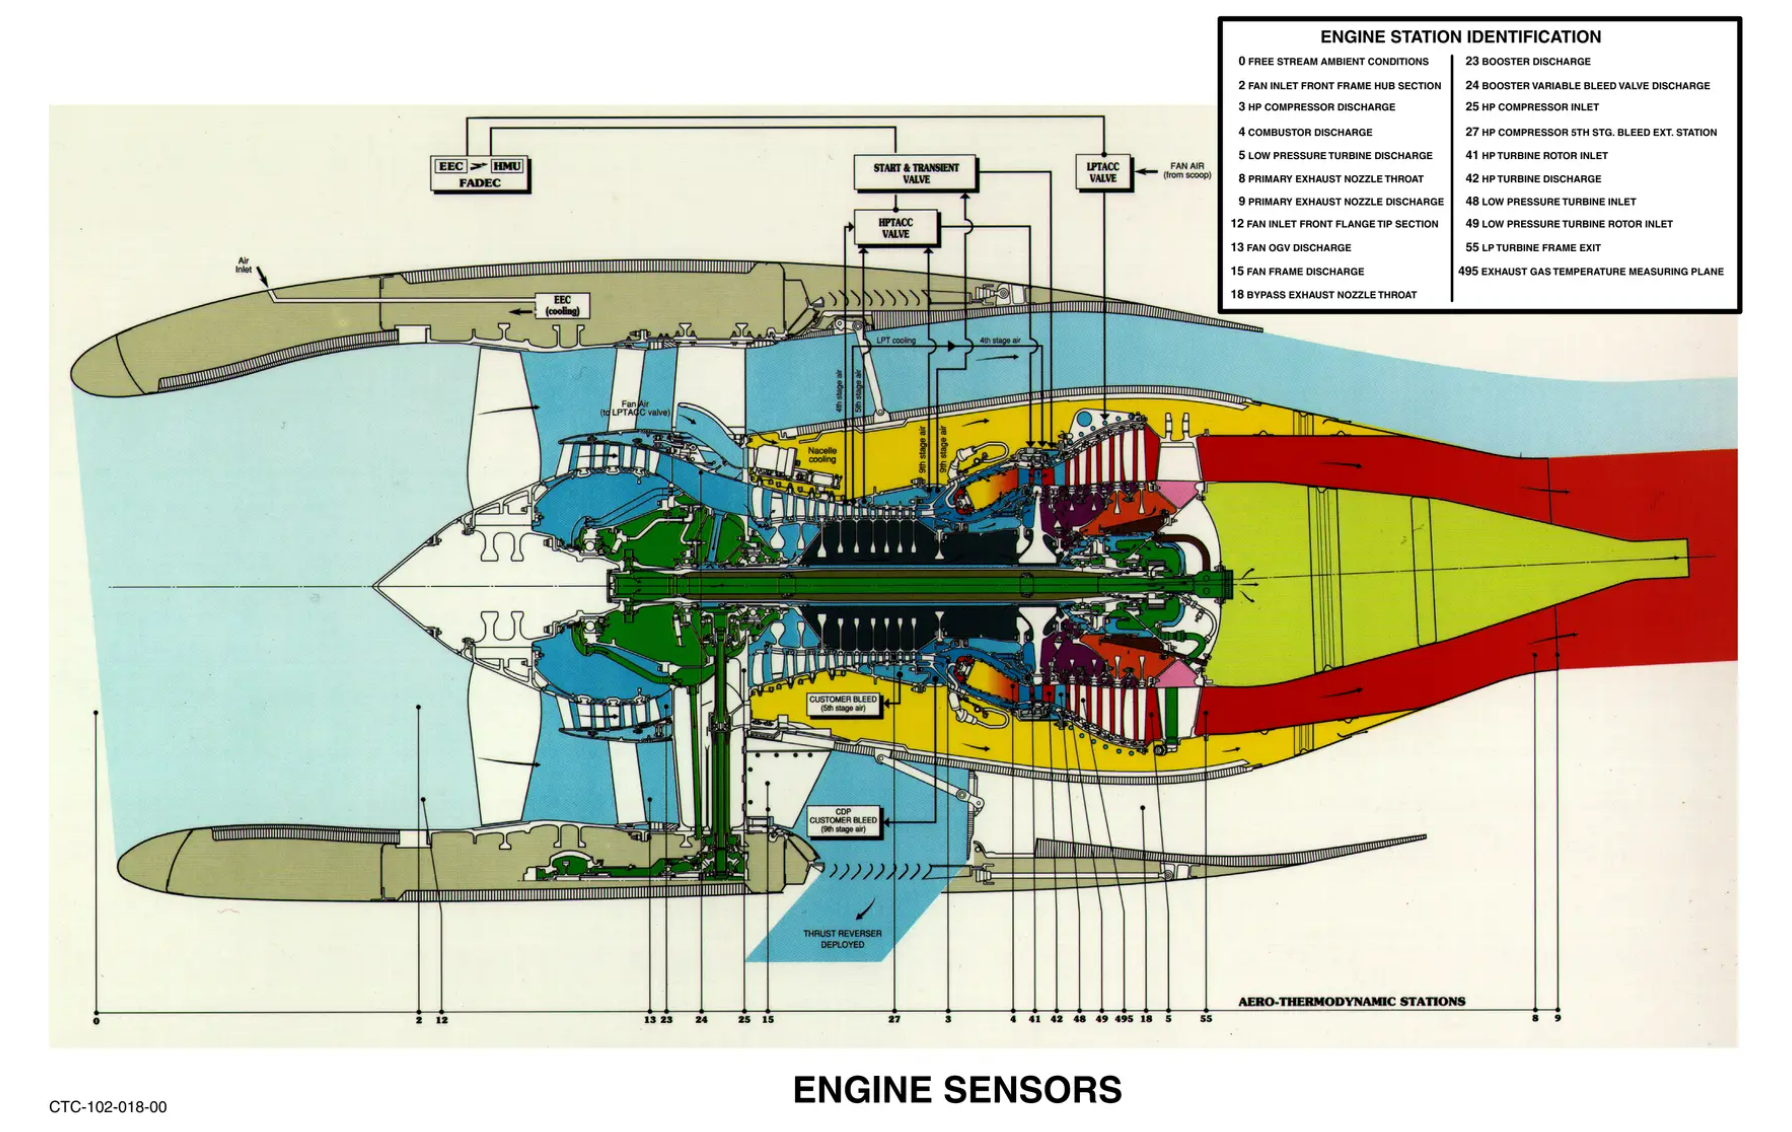 ENGINE STATION IDENTIFICATION
0 FREE STREAM AMBIENT CONDITIONS
2 FAN INLET FRONT FRAME HUB SECTION
3 HP COMPRESSOR DISCHARGE
4 COMBUSTOR DISCHARGE
5 LOW PRESSURE TURBINE DISCHARGE
8 PRIMARY EXHAUST NOZZLE THROAT
9 PRIMARY EXHAUST NOZZLE DISCHARGE
12 FAN INLET FRONT FLANGE TIP SECTION
13 FAN OGV DISCHARGE
15 FAN FRAME DISCHARGE
18 BYPASS EXHAUST NOZZLE THROAT
23 BOOSTER DISCHARGE
24 BOOSTER VARIABLE BLEED VALVE DISCHARGE
25 HP COMPRESSOR INLET
27 HP COMPRESSOR 5TH STG. BLEED EXT. STATION
41 HP TURBINE ROTOR INLET
42 HP TURBINE DISCHARGE
48 LOW PRESSURE TURBINE INLET
49 LOW PRESSURE TURBINE ROTOR INLET
55 LP TURBINE FRAME EXIT
495 EXHAUST GAS TEMPERATURE MEASURING PLANE
EEC HMU
FADEC
START & TRANSIENT
VALVE
LPTACC
VALVE
FAN AIR
(from scoop)
HPTACC
VALVE
Air
Inlet
EEC
(cooling)
LPT cooling
4th stage air
4th stage air
5th stage air
Fan Air
(to LPTACC valve)
Nacelle
cooling
9th stage air
9th stage air
CUSTOMER BLEED
(5th stage air)
CDP
CUSTOMER BLEED
(9th stage air)
THRUST REVERSER
DEPLOYED
AERO-THERMODYNAMIC STATIONS
0 2 12 13 23 24 25 15 27 3 4 41 42 48 49 495 18 5 55 8 9
ENGINE SENSORS
CTC-102-018-00